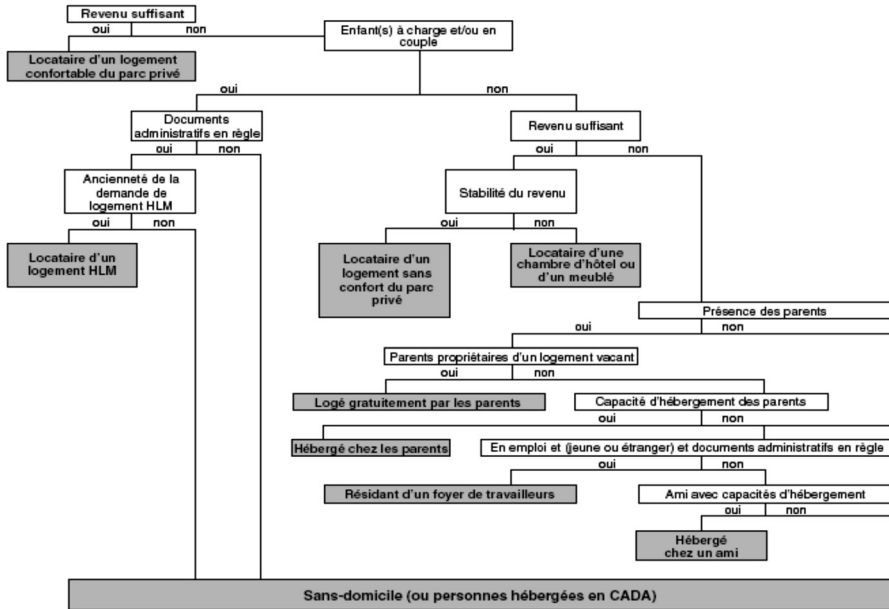 Revenu suffisant
oui
non
Enfant(s) à charge et/ou en
couple
Locataire d'un logement
confortable du parc privé
oui
non
Documents
administratifs en règle
Revenu suffisant
oui
non
oui
non
Ancienneté de la
demande de
logement HLM
Stabilité du revenu
oui
non
oui
non
Locataire d'un
logement HLM
Locataire d'un
logement sans
confort du parc
privé
Locataire d'une
chambre d'hôtel ou
d'un meublé
Présence des parents
oui
non
Parents propriétaires d'un logement vacant
oui
non
Logé gratuitement par les parents
Capacité d'hébergement des parents
oui
non
Hébergé chez les parents
En emploi et (jeune ou étranger) et documents administratifs en règle
oui
non
Résidant d'un foyer de travailleurs
Ami avec capacités d'hébergement
oui
non
Hébergé
chez un ami
Sans-domicile (ou personnes hébergées en CADA)